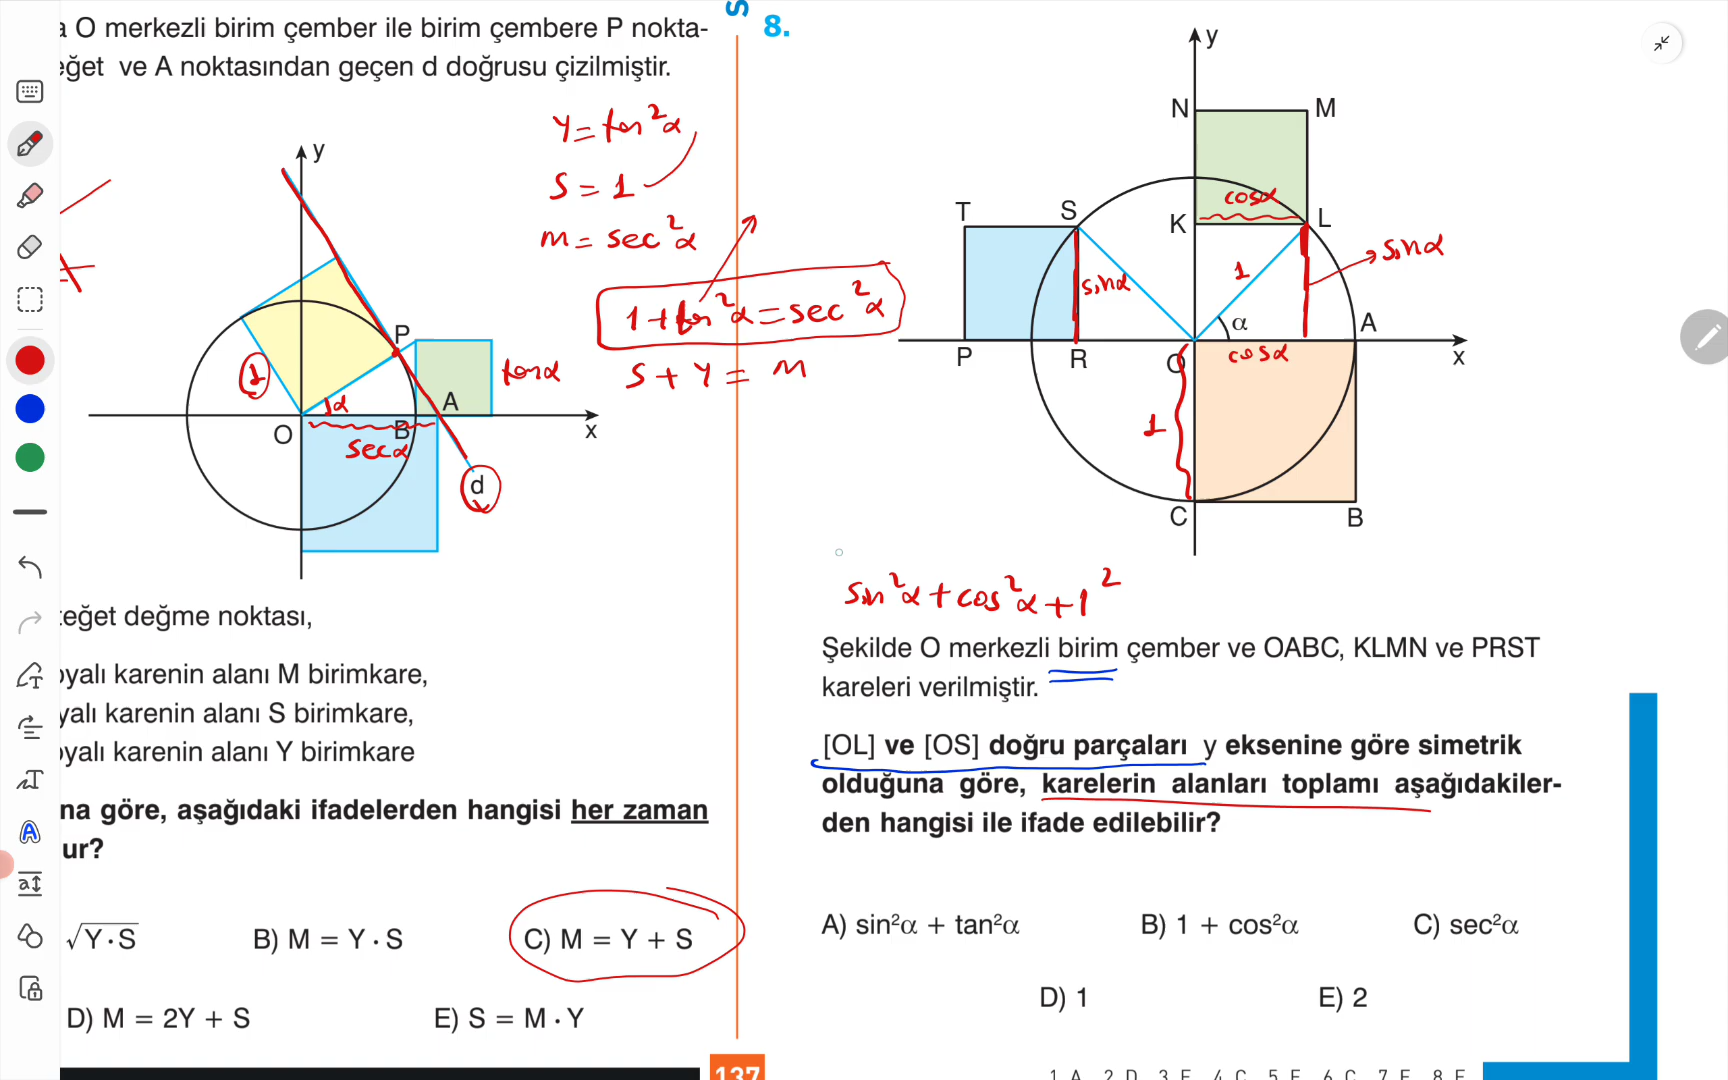 a O merkezli birim çember ile birim çembere P nokta-
eğet ve A noktasından geçen d doğrusu çizilmiştir.
y
P
A
B
O
x
d
1
α
secα
tanα
y = tan²α
S = 1
m = sec²α
1 + tan²α = sec²α
S + Y = M
teğet değme noktası,
oyalı karenin alanı M birimkare,
yalı karenin alanı S birimkare,
oyalı karenin alanı Y birimkare
na göre, aşağıdaki ifadelerden hangisi her zaman
ur?
√Y·S
B) M = Y · S
C) M = Y + S
D) M = 2Y + S
E) S = M · Y
137
8.
y
N
M
cosα
T
S
K
L
sinα
1
sinα
α
A
P
R
O
cosα
x
1
C
B
sin²α + cos²α + 1²
Şekilde O merkezli birim çember ve OABC, KLMN ve PRST
kareleri verilmiştir.
[OL] ve [OS] doğru parçaları y eksenine göre simetrik
olduğuna göre, karelerin alanları toplamı aşağıdakiler-
den hangisi ile ifade edilebilir?
A) sin²α + tan²α
B) 1 + cos²α
C) sec²α
D) 1
E) 2